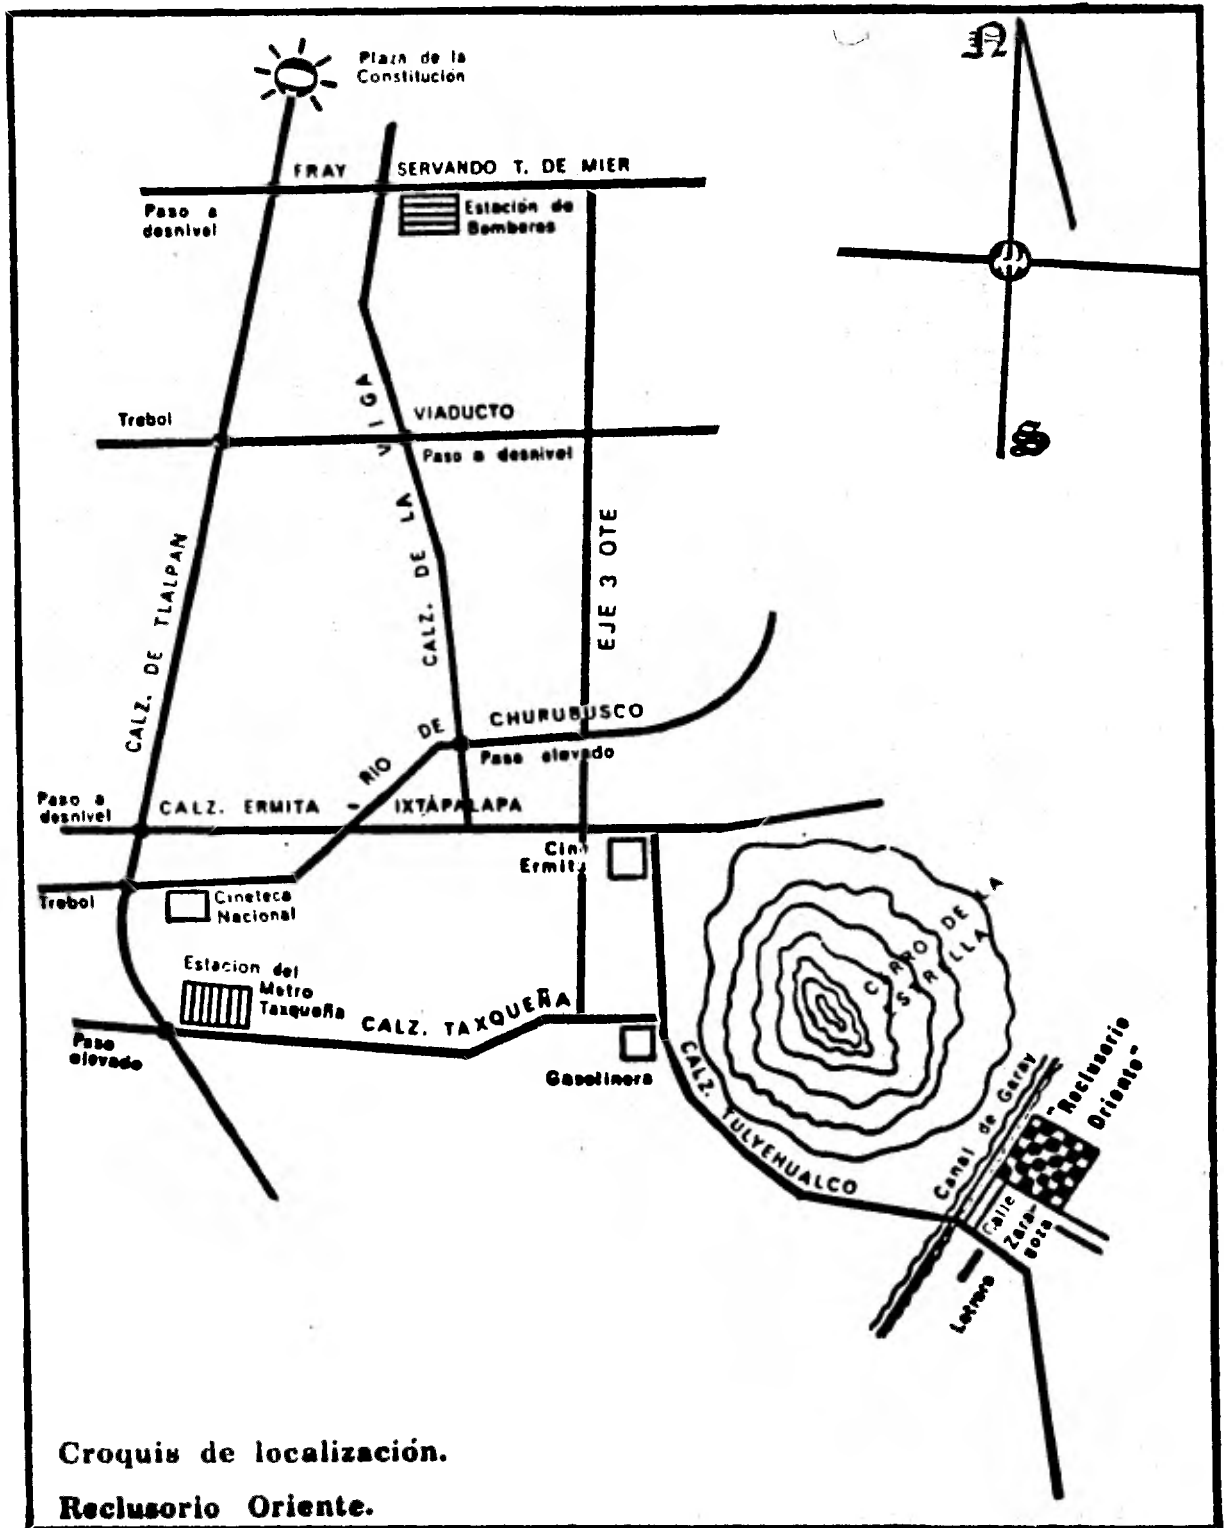 Plaza de la
Constitución
FRAY SERVANDO T. DE MIER
Paso a
desnivel
Estación de
Bomberos
Trebol
VIADUCTO
Paso a desnivel
CALZ. DE LA VIGA
CALZ. DE TLALPAN
EJE 3 OTE
RIO DE CHURUBUSCO
Paso elevado
Paso a
desnivel
CALZ. ERMITA - IXTAPALAPA
Cine
Ermita
Trebol
Cineteca
Nacional
Estacion del
Metro
Taxqueña
CALZ. TAXQUEÑA
Paso
elevado
Gasolinera
CERRO DE LA
ESTRELLA
CALZ. TULYEHUALCO
Canal de Garay
"Reclusorio
Oriente"
Calle
Zara-
goza
Letrero
Croquis de localización.
Reclusorio Oriente.